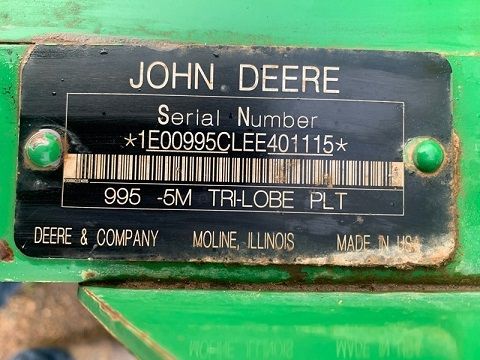 JOHN DEERE
Serial Number
*1E00995CLEE401115*
995 -5M TRI-LOBE PLT
DEERE & COMPANY MOLINE, ILLINOIS MADE IN USA